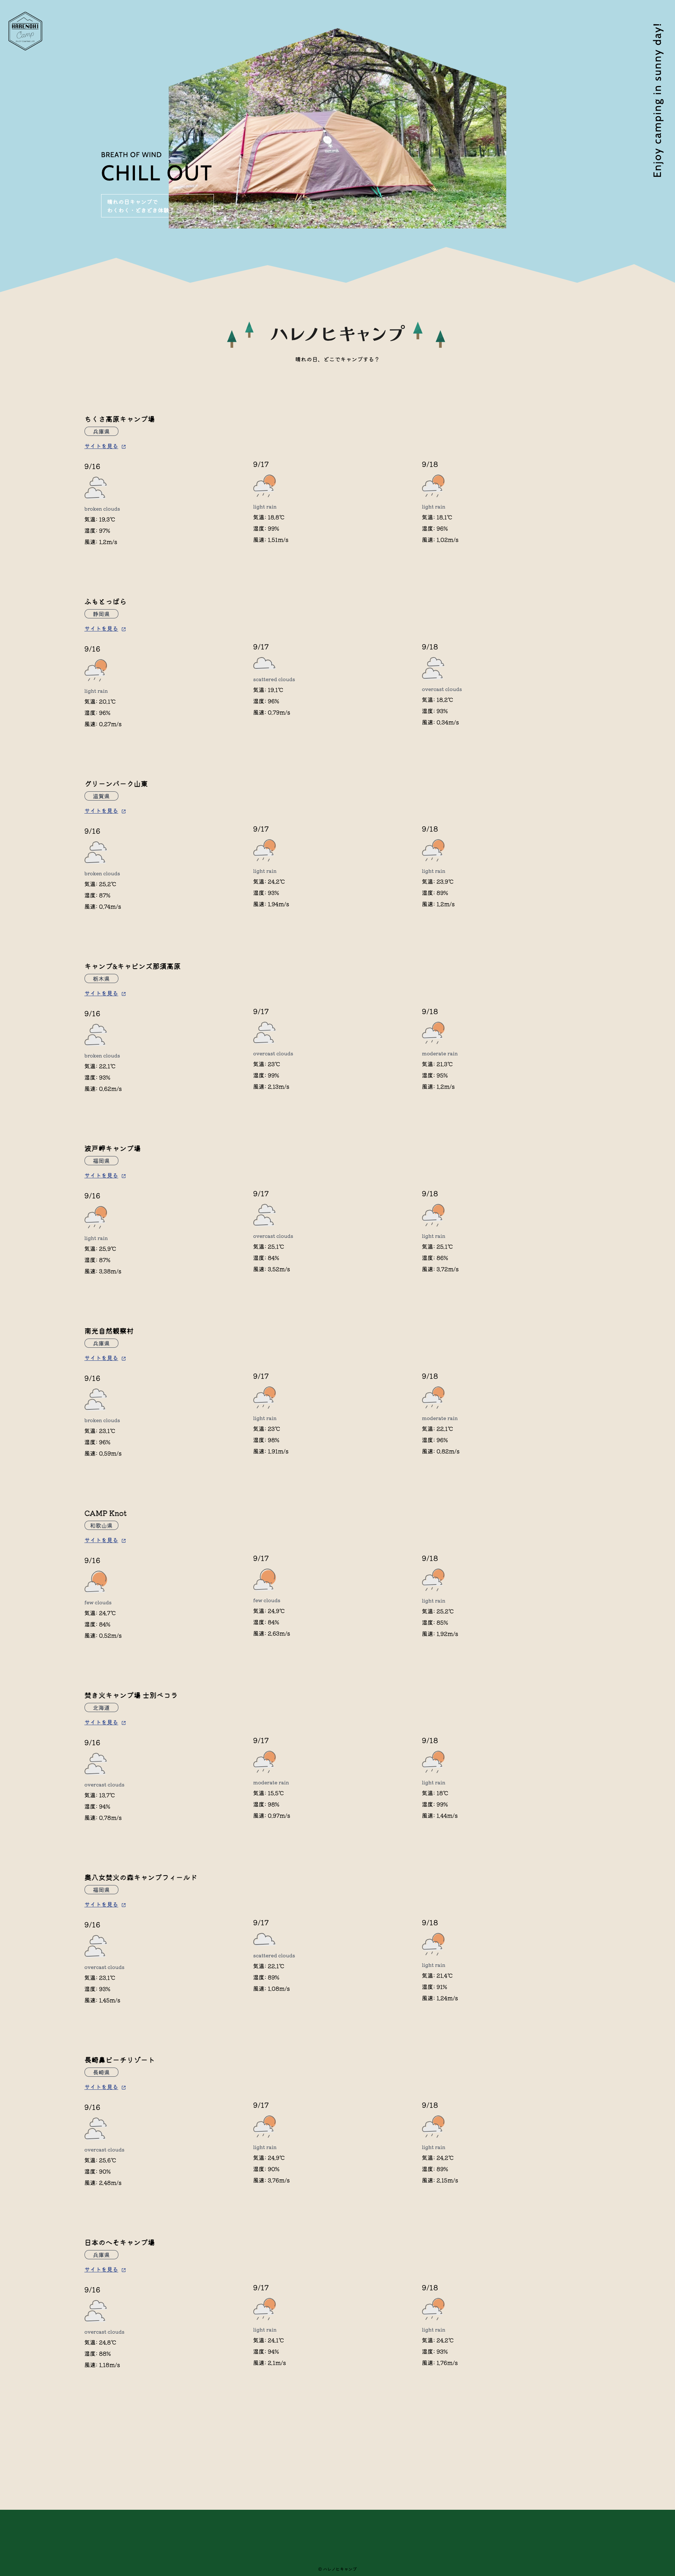 HARENOHI
Camp
Enjoy camping in sunny day!
BREATH OF WIND
CHILL OUT
晴れの日キャンプで
わくわく・どきどき体験
ハレノヒキャンプ
晴れの日、どこでキャンプする？
ちくさ高原キャンプ場
兵庫県
サイトを見る
9/16
broken clouds
気温: 19.3℃
湿度: 97%
風速: 1.2m/s
9/17
light rain
気温: 18.8℃
湿度: 99%
風速: 1.51m/s
9/18
light rain
気温: 18.1℃
湿度: 96%
風速: 1.02m/s
ふもとっぱら
静岡県
サイトを見る
9/16
light rain
気温: 20.1℃
湿度: 96%
風速: 0.27m/s
9/17
scattered clouds
気温: 19.1℃
湿度: 96%
風速: 0.79m/s
9/18
overcast clouds
気温: 18.2℃
湿度: 93%
風速: 0.34m/s
グリーンパーク山東
滋賀県
サイトを見る
9/16
broken clouds
気温: 25.2℃
湿度: 87%
風速: 0.74m/s
9/17
light rain
気温: 24.2℃
湿度: 93%
風速: 1.94m/s
9/18
light rain
気温: 23.9℃
湿度: 89%
風速: 1.2m/s
キャンプ&キャビンズ那須高原
栃木県
サイトを見る
9/16
broken clouds
気温: 22.1℃
湿度: 93%
風速: 0.62m/s
9/17
overcast clouds
気温: 23℃
湿度: 99%
風速: 2.13m/s
9/18
moderate rain
気温: 21.3℃
湿度: 95%
風速: 1.2m/s
波戸岬キャンプ場
福岡県
サイトを見る
9/16
light rain
気温: 25.9℃
湿度: 87%
風速: 3.38m/s
9/17
overcast clouds
気温: 25.1℃
湿度: 84%
風速: 3.52m/s
9/18
light rain
気温: 25.1℃
湿度: 86%
風速: 3.72m/s
南光自然観察村
兵庫県
サイトを見る
9/16
broken clouds
気温: 23.1℃
湿度: 96%
風速: 0.59m/s
9/17
light rain
気温: 23℃
湿度: 98%
風速: 1.91m/s
9/18
moderate rain
気温: 22.1℃
湿度: 96%
風速: 0.82m/s
CAMP Knot
和歌山県
サイトを見る
9/16
few clouds
気温: 24.7℃
湿度: 84%
風速: 0.52m/s
9/17
few clouds
気温: 24.9℃
湿度: 84%
風速: 2.63m/s
9/18
light rain
気温: 25.2℃
湿度: 85%
風速: 1.92m/s
焚き火キャンプ場 士別ペコラ
北海道
サイトを見る
9/16
overcast clouds
気温: 13.7℃
湿度: 94%
風速: 0.78m/s
9/17
moderate rain
気温: 15.5℃
湿度: 98%
風速: 0.97m/s
9/18
light rain
気温: 18℃
湿度: 99%
風速: 1.44m/s
奥八女焚火の森キャンプフィールド
福岡県
サイトを見る
9/16
overcast clouds
気温: 23.1℃
湿度: 93%
風速: 1.45m/s
9/17
scattered clouds
気温: 22.1℃
湿度: 89%
風速: 1.08m/s
9/18
light rain
気温: 21.4℃
湿度: 91%
風速: 1.24m/s
長崎鼻ビーチリゾート
長崎県
サイトを見る
9/16
overcast clouds
気温: 25.6℃
湿度: 90%
風速: 2.48m/s
9/17
light rain
気温: 24.9℃
湿度: 90%
風速: 3.76m/s
9/18
light rain
気温: 24.2℃
湿度: 89%
風速: 2.15m/s
日本のへそキャンプ場
兵庫県
サイトを見る
9/16
overcast clouds
気温: 24.8℃
湿度: 88%
風速: 1.18m/s
9/17
light rain
気温: 24.1℃
湿度: 94%
風速: 2.1m/s
9/18
light rain
気温: 24.2℃
湿度: 93%
風速: 1.76m/s
© ハレノヒキャンプ